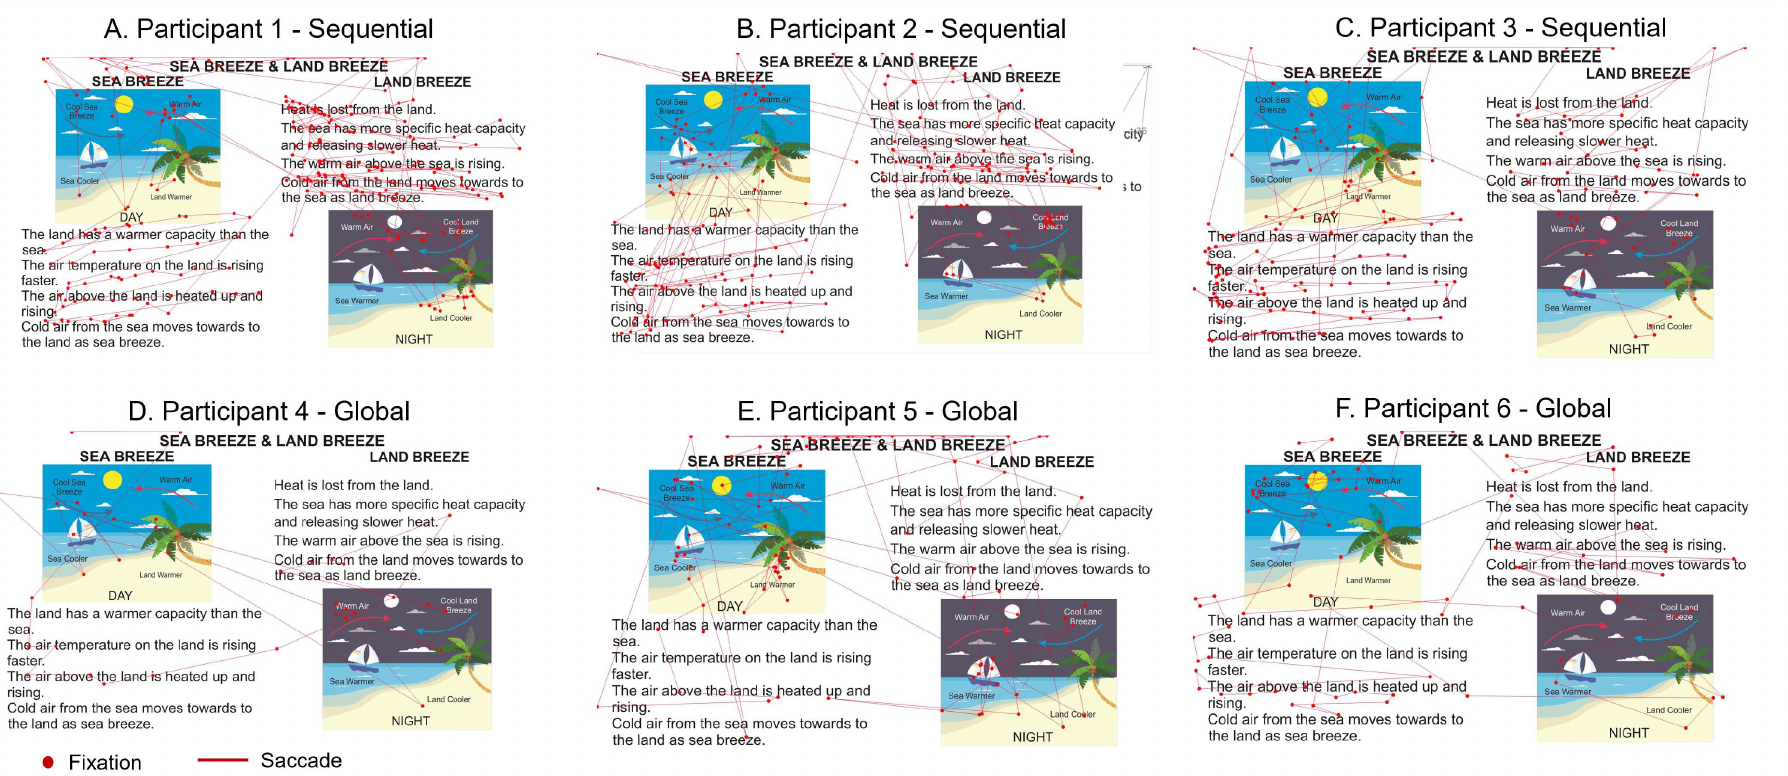 A. Participant 1 - Sequential
SEA BREEZE & LAND BREEZE
SEA BREEZE
Cool Sea
Breeze
Warm Air
Sea Cooler
Land Warmer
DAY
The land has a warmer capacity than the
sea.
The air temperature on the land is rising
faster.
The air above the land is heated up and
rising.
Cold air from the sea moves towards to
the land as sea breeze.
LAND BREEZE
Heat is lost from the land.
The sea has more specific heat capacity
and releasing slower heat.
The warm air above the sea is rising.
Cold air from the land moves towards to
the sea as land breeze.
Warm Air
Cool Land
Breeze
Sea Warmer
Land Cooler
NIGHT
B. Participant 2 - Sequential
SEA BREEZE & LAND BREEZE
SEA BREEZE
Cool Sea
Breeze
Warm Air
Sea Cooler
Land Warmer
DAY
The land has a warmer capacity than the
sea.
The air temperature on the land is rising
faster.
The air above the land is heated up and
rising.
Cold air from the sea moves towards to
the land as sea breeze.
LAND BREEZE
Heat is lost from the land.
The sea has more specific heat capacity
and releasing slower heat.
The warm air above the sea is rising.
Cold air from the land moves towards to
the sea as land breeze.
Warm Air
Cool Land
Breeze
Sea Warmer
Land Cooler
NIGHT
city
s to
C. Participant 3 - Sequential
SEA BREEZE & LAND BREEZE
SEA BREEZE
Cool Sea
Breeze
Warm Air
Sea Cooler
Land Warmer
DAY
The land has a warmer capacity than the
sea.
The air temperature on the land is rising
faster.
The air above the land is heated up and
rising.
Cold air from the sea moves towards to
the land as sea breeze.
LAND BREEZE
Heat is lost from the land.
The sea has more specific heat capacity
and releasing slower heat.
The warm air above the sea is rising.
Cold air from the land moves towards to
the sea as land breeze.
Warm Air
Cool Land
Breeze
Sea Warmer
Land Cooler
NIGHT
D. Participant 4 - Global
SEA BREEZE & LAND BREEZE
SEA BREEZE
Cool Sea
Breeze
Warm Air
Sea Cooler
Land Warmer
DAY
The land has a warmer capacity than the
sea.
The air temperature on the land is rising
faster.
The air above the land is heated up and
rising.
Cold air from the sea moves towards to
the land as sea breeze.
LAND BREEZE
Heat is lost from the land.
The sea has more specific heat capacity
and releasing slower heat.
The warm air above the sea is rising.
Cold air from the land moves towards to
the sea as land breeze.
Warm Air
Cool Land
Breeze
Sea Warmer
Land Cooler
NIGHT
E. Participant 5 - Global
SEA BREEZE & LAND BREEZE
SEA BREEZE
Cool Sea
Breeze
Warm Air
Sea Cooler
Land Warmer
DAY
The land has a warmer capacity than the
sea.
The air temperature on the land is rising
faster.
The air above the land is heated up and
rising.
Cold air from the sea moves towards to
the land as sea breeze.
LAND BREEZE
Heat is lost from the land.
The sea has more specific heat capacity
and releasing slower heat.
The warm air above the sea is rising.
Cold air from the land moves towards to
the sea as land breeze.
Warm Air
Cool Land
Breeze
Sea Warmer
Land Cooler
NIGHT
F. Participant 6 - Global
SEA BREEZE & LAND BREEZE
SEA BREEZE
Cool Sea
Breeze
Warm Air
Sea Cooler
Land Warmer
DAY
The land has a warmer capacity than the
sea.
The air temperature on the land is rising
faster.
The air above the land is heated up and
rising.
Cold air from the sea moves towards to
the land as sea breeze.
LAND BREEZE
Heat is lost from the land.
The sea has more specific heat capacity
and releasing slower heat.
The warm air above the sea is rising.
Cold air from the land moves towards to
the sea as land breeze.
Warm Air
Cool Land
Breeze
Sea Warmer
Land Cooler
NIGHT
Fixation
Saccade